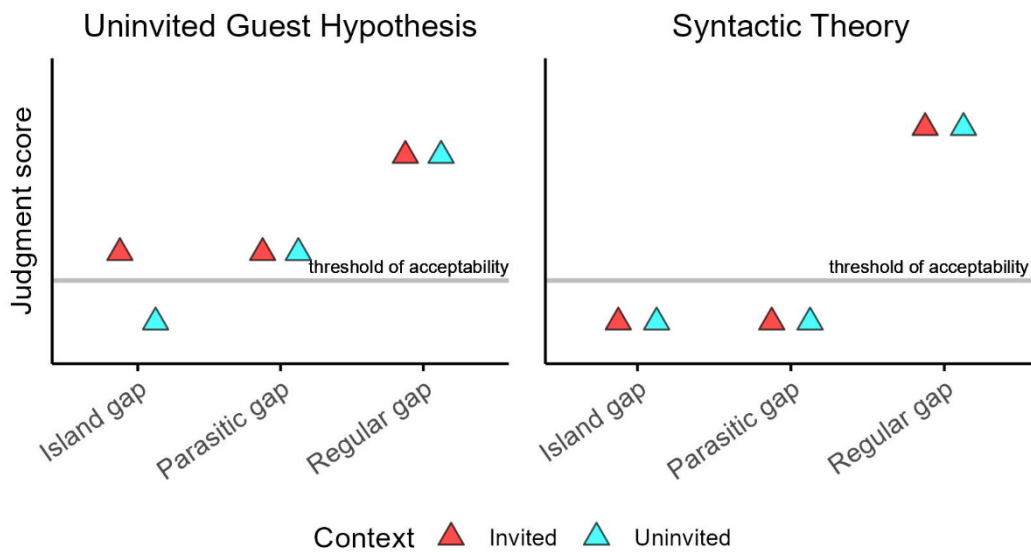 Uninvited Guest Hypothesis
Syntactic Theory
Judgment score
threshold of acceptability
threshold of acceptability
Island gap
Parasitic gap
Regular gap
Island gap
Parasitic gap
Regular gap
Context Invited Uninvited